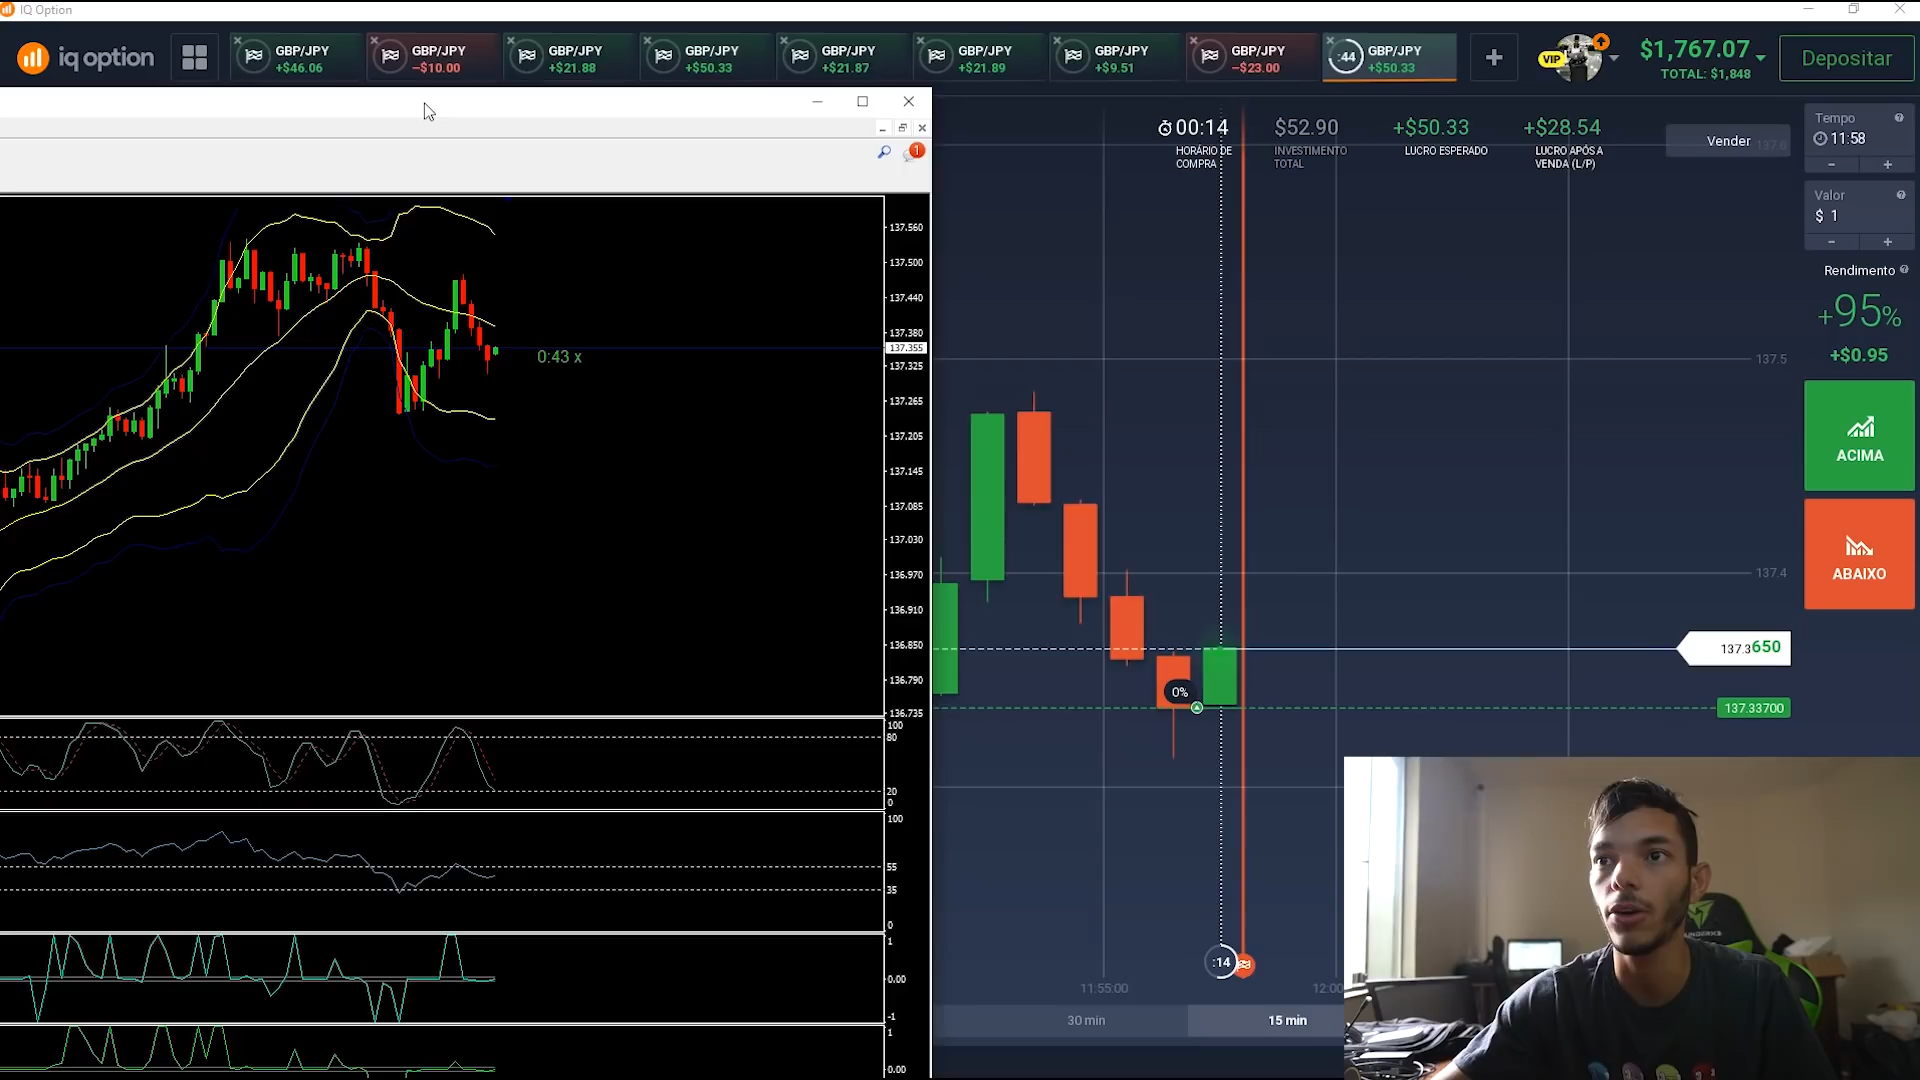 IQ Option
iq option
GBP/JPY
+$46.06
GBP/JPY
−$10.00
GBP/JPY
+$21.88
GBP/JPY
+$50.33
GBP/JPY
+$21.87
GBP/JPY
+$21.89
GBP/JPY
+$9.51
GBP/JPY
−$23.00
:44
GBP/JPY
+$50.33
VIP
$1,767.07
TOTAL: $1,848
Depositar
1
137.560
137.500
137.440
137.380
137.355
137.325
137.265
137.205
137.145
137.085
137.030
136.970
136.910
136.850
136.790
136.735
0:43 x
100
80
20
0
100
55
35
0
1
0.00
-1
1
0.00
00:14
HORÁRIO DE
COMPRA
$52.90
INVESTIMENTO
TOTAL
+$50.33
LUCRO ESPERADO
+$28.54
LUCRO APÓS A
VENDA (L/P)
Vender
137.6
137.5
137.4
137.3650
137.33700
0%
:14
11:55:00
12:00
30 min
15 min
Tempo
11:58
- +
Valor
$ 1
- +
Rendimento
+95%
+$0.95
ACIMA
ABAIXO